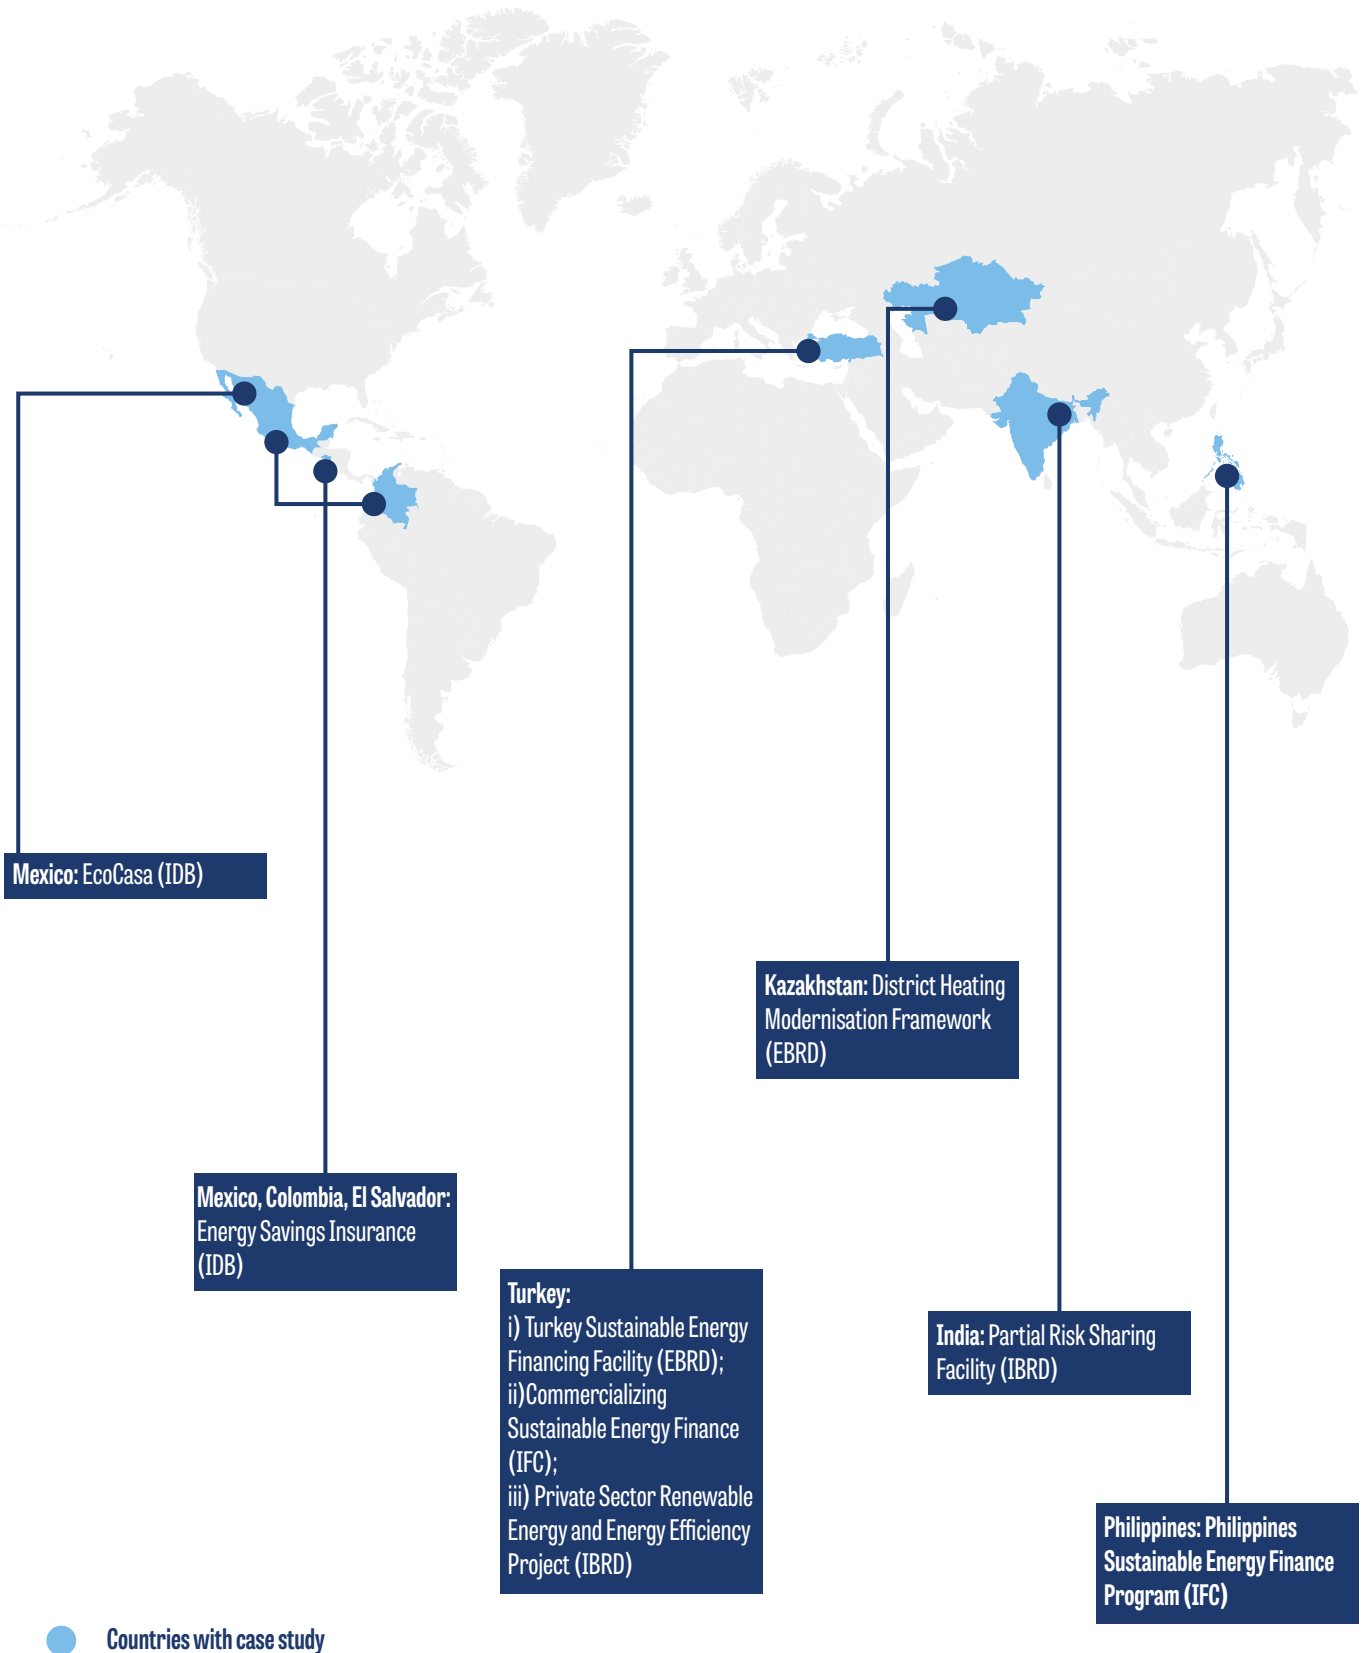 Mexico: EcoCasa (IDB)
Kazakhstan: District Heating
Modernisation Framework
(EBRD)
Mexico, Colombia, El Salvador:
Energy Savings Insurance
(IDB)
Turkey:
i) Turkey Sustainable Energy
Financing Facility (EBRD);
ii)Commercializing
Sustainable Energy Finance
(IFC);
iii) Private Sector Renewable
Energy and Energy Efficiency
Project (IBRD)
India: Partial Risk Sharing
Facility (IBRD)
Philippines: Philippines
Sustainable Energy Finance
Program (IFC)
Countries with case study